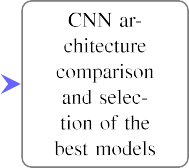 CNN ar-
chitecture
comparison
and selec-
tion of the
best models